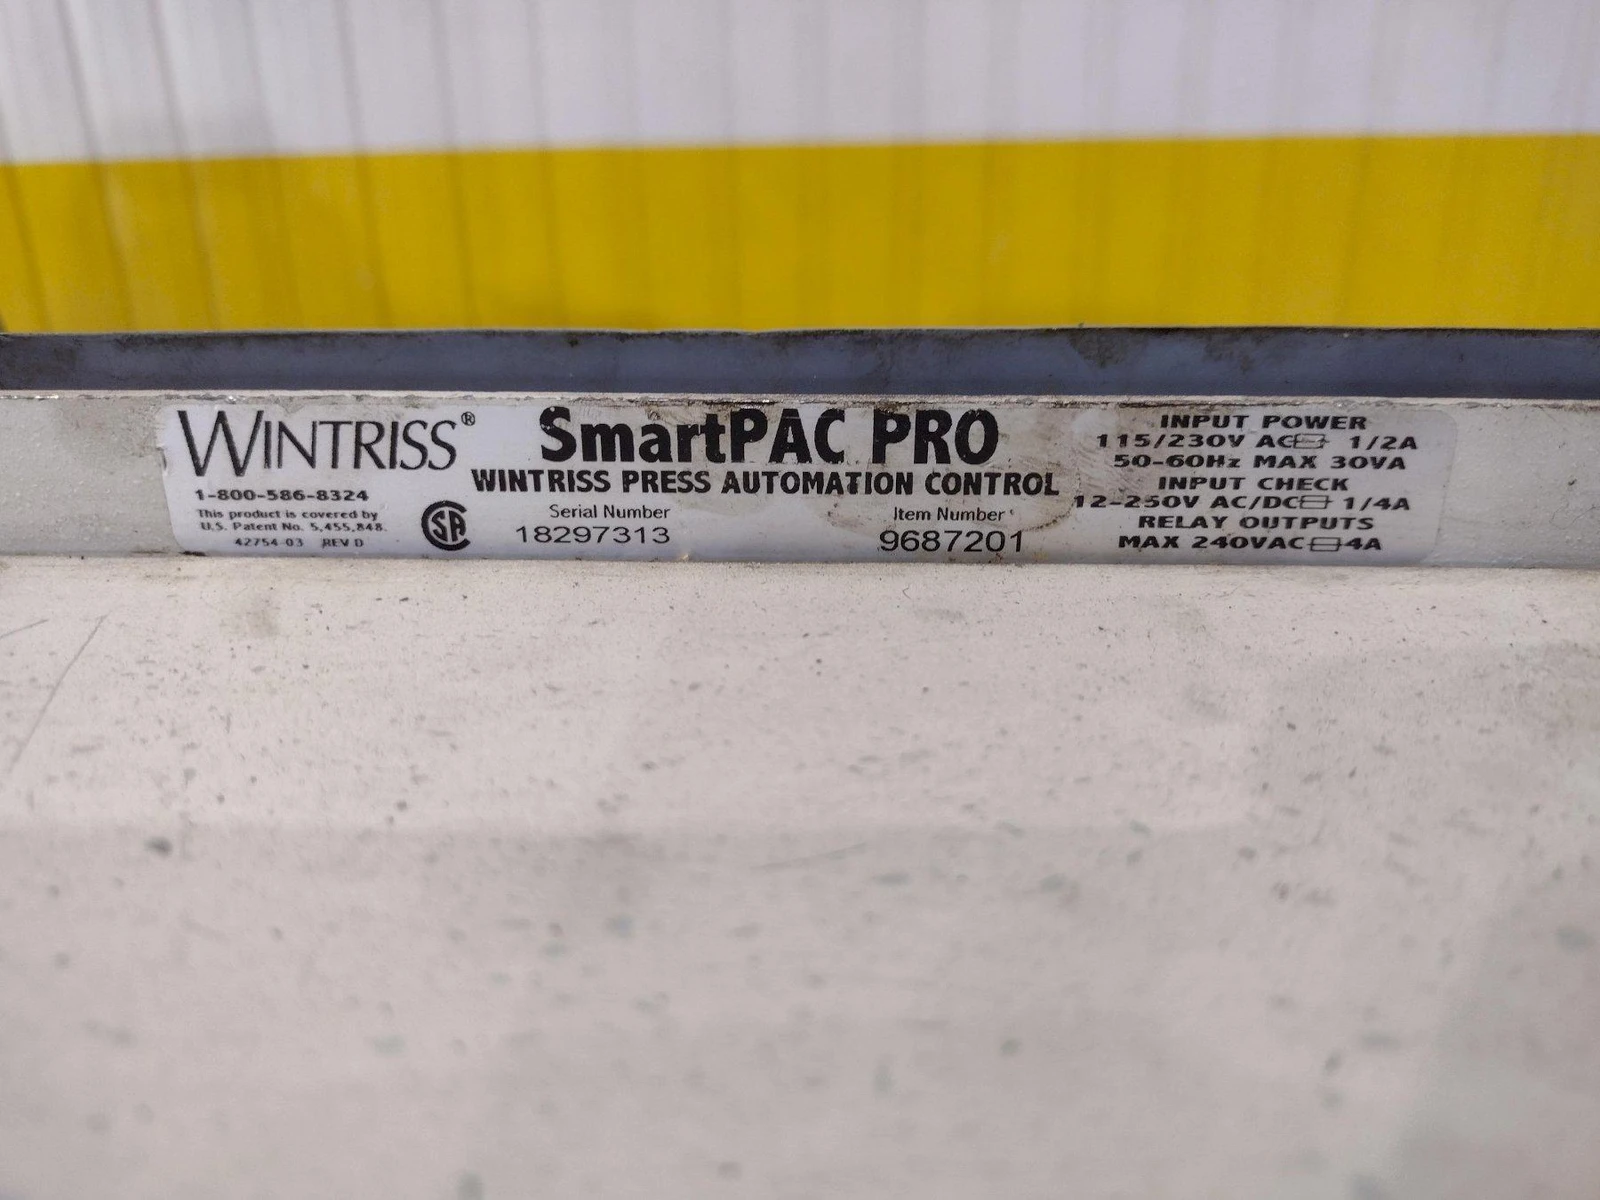 WINTRISS®
1-800-586-8324
This product is covered by
U.S. Patent No. 5,455,848.
42754-03 REV D
SA
SmartPAC PRO
WINTRISS PRESS AUTOMATION CONTROL
Serial Number
18297313
Item Number
9687201
INPUT POWER
115/230V AC 1/2A
50-60Hz MAX 30VA
INPUT CHECK
12-250V AC/DC 1/4A
RELAY OUTPUTS
MAX 240VAC 4A